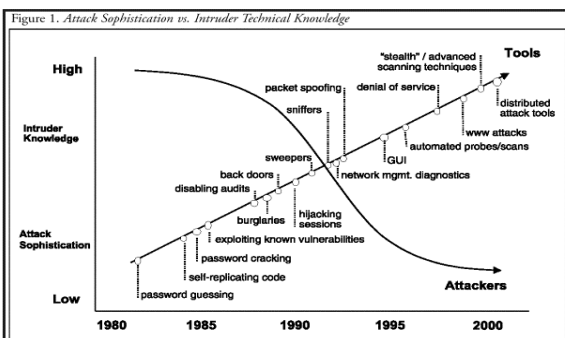 Figure 1. Attack Sophistication vs. Intruder Technical Knowledge
High
Intruder
Knowledge
Attack
Sophistication
Low
"stealth" / advanced
scanning techniques
Tools
packet spoofing
denial of service
sniffers
distributed
attack tools
www attacks
automated probes/scans
GUI
sweepers
network mgmt. diagnostics
back doors
disabling audits
hijacking
sessions
burglaries
exploiting known vulnerabilities
password cracking
self-replicating code
password guessing
Attackers
1980
1985
1990
1995
2000